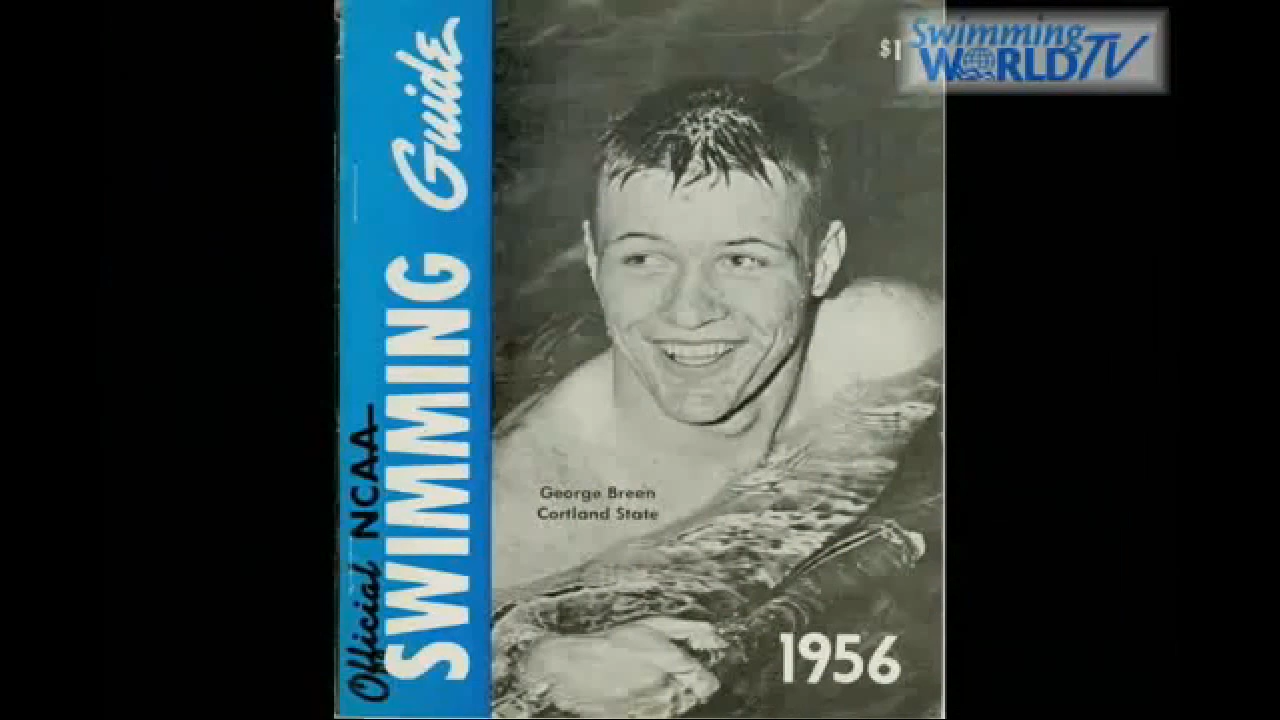 Official NCAA
SWIMMING Guide
$1
Swimming
WORLD TV
George Breen
Cortland State
1956